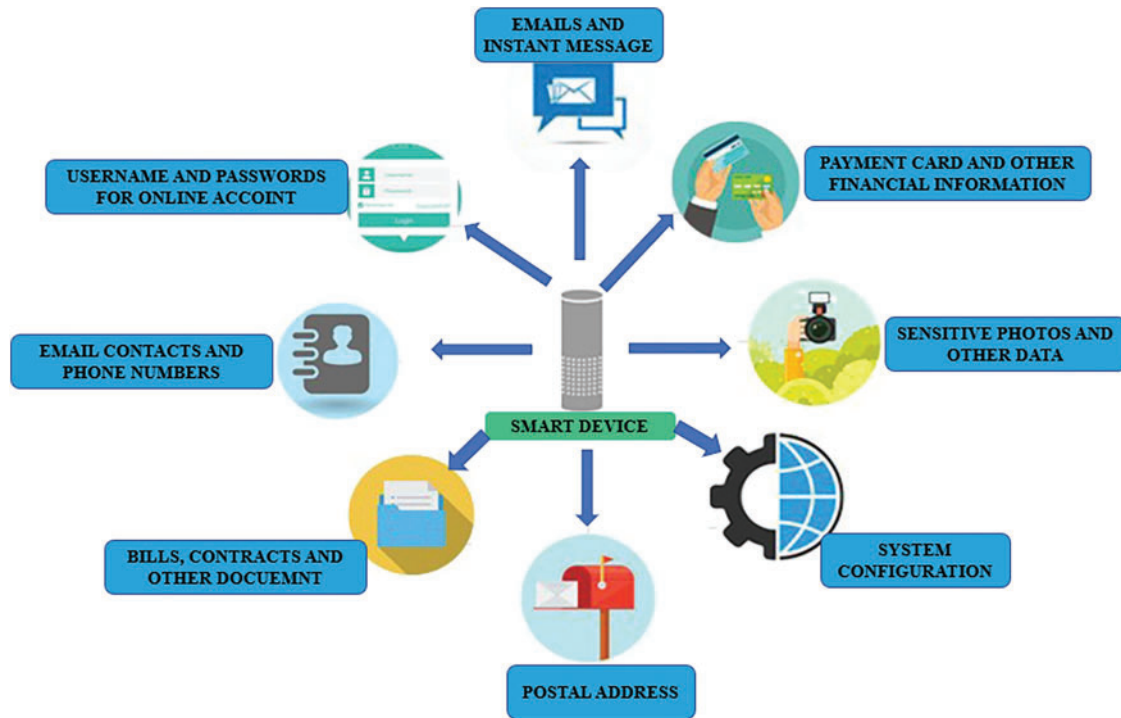 EMAILS AND
INSTANT MESSAGE
USERNAME AND PASSWORDS
FOR ONLINE ACCOINT
Login
PAYMENT CARD AND OTHER
FINANCIAL INFORMATION
EMAIL CONTACTS AND
PHONE NUMBERS
SENSITIVE PHOTOS AND
OTHER DATA
SMART DEVICE
BILLS, CONTRACTS AND
OTHER DOCUEMNT
SYSTEM
CONFIGURATION
POSTAL ADDRESS